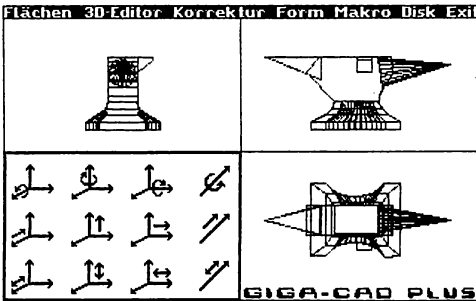 Flächen 3D-Editor Korrektur Form Makro Disk Exit
GIGA-CAD PLUS